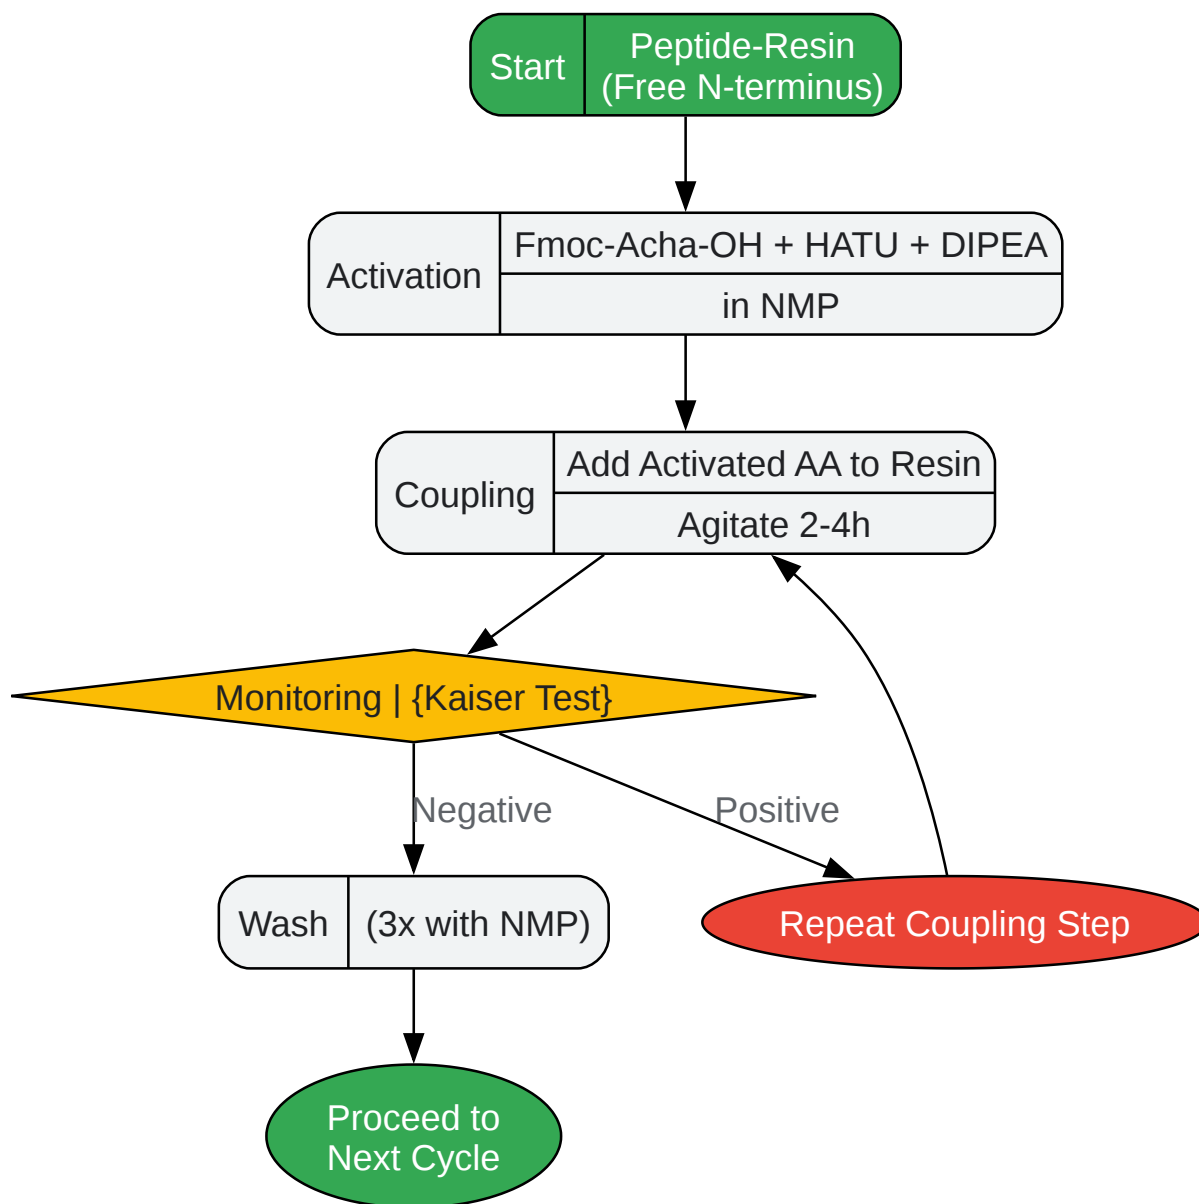 Start
Peptide-Resin
(Free N-terminus)
Activation
Fmoc-Acha-OH + HATU + DIPEA
in NMP
Coupling
Add Activated AA to Resin
Agitate 2-4h
Monitoring | {Kaiser Test}
Negative
Positive
Wash
(3x with NMP)
Repeat Coupling Step
Proceed to
Next Cycle